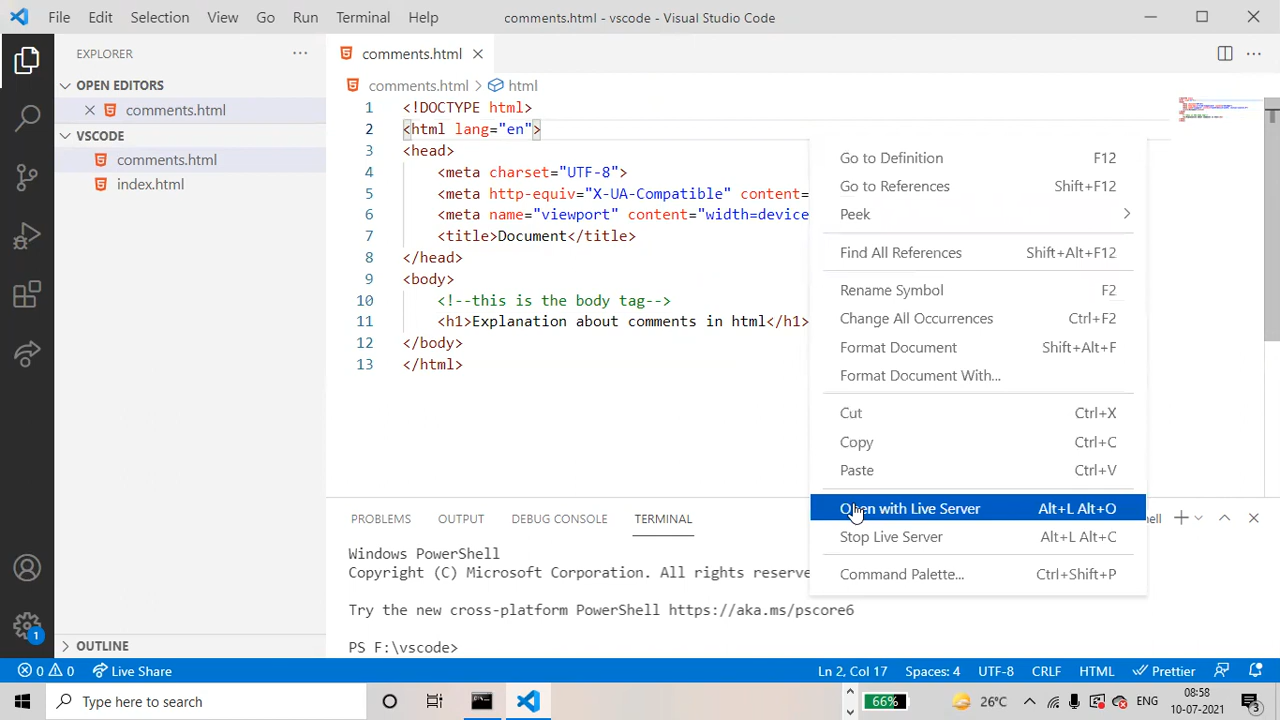 File Edit Selection View Go Run Terminal Help comments.html - vscode - Visual Studio Code
EXPLORER
comments.html
OPEN EDITORS
comments.html
VSCODE
comments.html
index.html
OUTLINE
comments.html > html
1 <!DOCTYPE html>
2 <html lang="en">
3 <head>
4 <meta charset="UTF-8">
5 <meta http-equiv="X-UA-Compatible" content=
6 <meta name="viewport" content="width=device
7 <title>Document</title>
8 </head>
9 <body>
10 <!--this is the body tag-->
11 <h1>Explanation about comments in html</h1>
12 </body>
13 </html>
Go to Definition F12
Go to References Shift+F12
Peek
Find All References Shift+Alt+F12
Rename Symbol F2
Change All Occurrences Ctrl+F2
Format Document Shift+Alt+F
Format Document With...
Cut Ctrl+X
Copy Ctrl+C
Paste Ctrl+V
Open with Live Server Alt+L Alt+O
Stop Live Server Alt+L Alt+C
Command Palette... Ctrl+Shift+P
PROBLEMS OUTPUT DEBUG CONSOLE TERMINAL ell
Windows PowerShell
Copyright (C) Microsoft Corporation. All rights reserve
Try the new cross-platform PowerShell https://aka.ms/pscore6
PS F:\vscode>
1
0 0 Live Share Ln 2, Col 17 Spaces: 4 UTF-8 CRLF HTML Prettier
Type here to search 66% 26°C ENG 08:58
10-07-2021 3